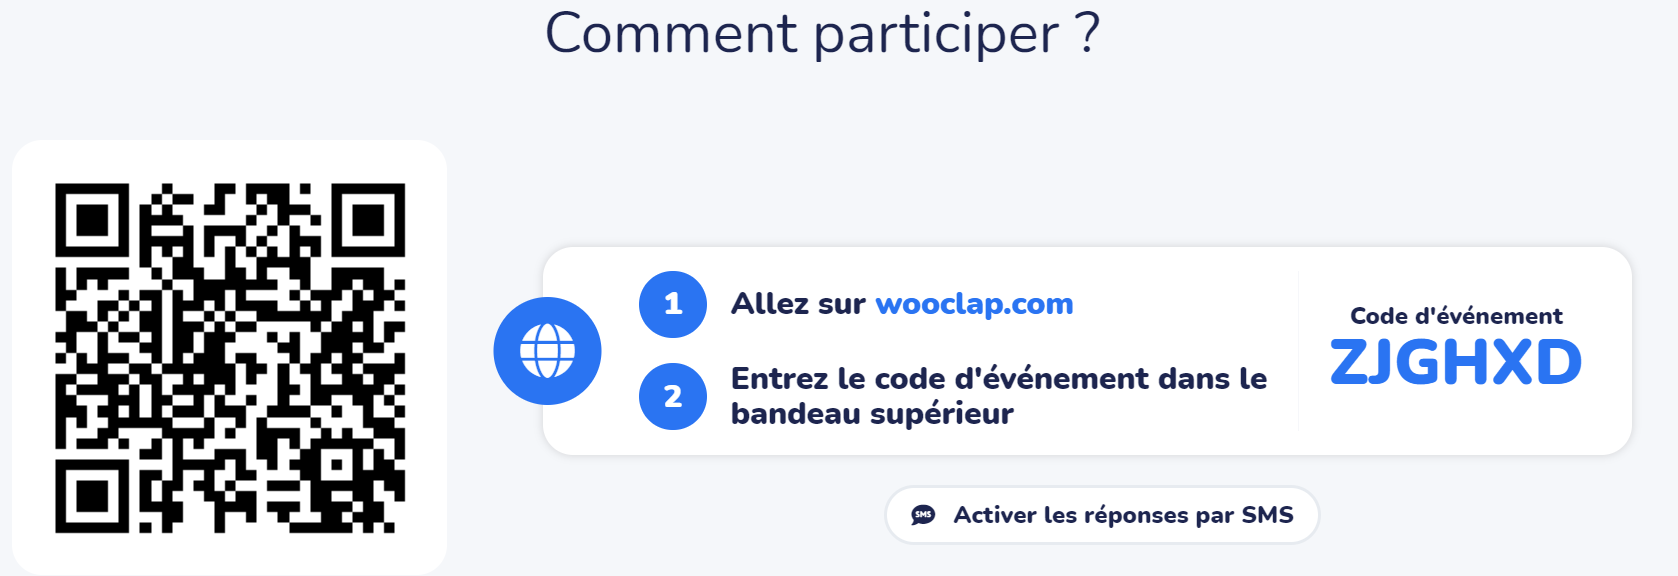 Comment participer ?
1 Allez sur wooclap.com
2 Entrez le code d'événement dans le
bandeau supérieur
Code d'événement
ZJGHXD
SMS Activer les réponses par SMS